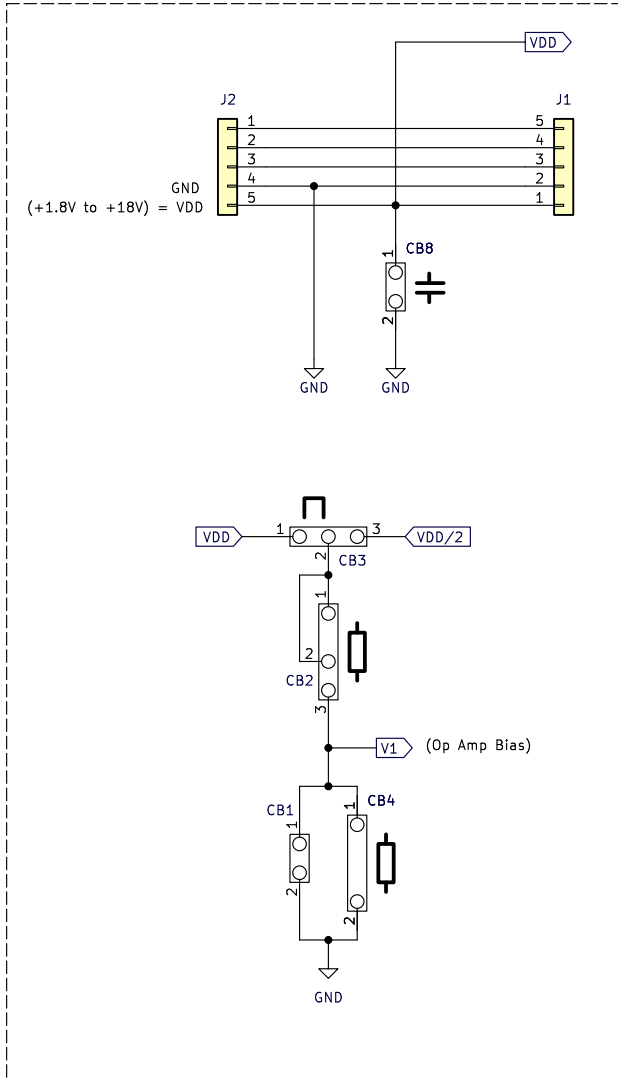 VDD
J2
J1
1 5
2 4
3 3
GND 4 2
(+1.8V to +18V) = VDD 5 1
1 CB8
2
GND GND
VDD 1 3 VDD/2
2 CB3
1
2
CB2
3
V1 (Op Amp Bias)
CB1 1 CB4
1
2
2
GND